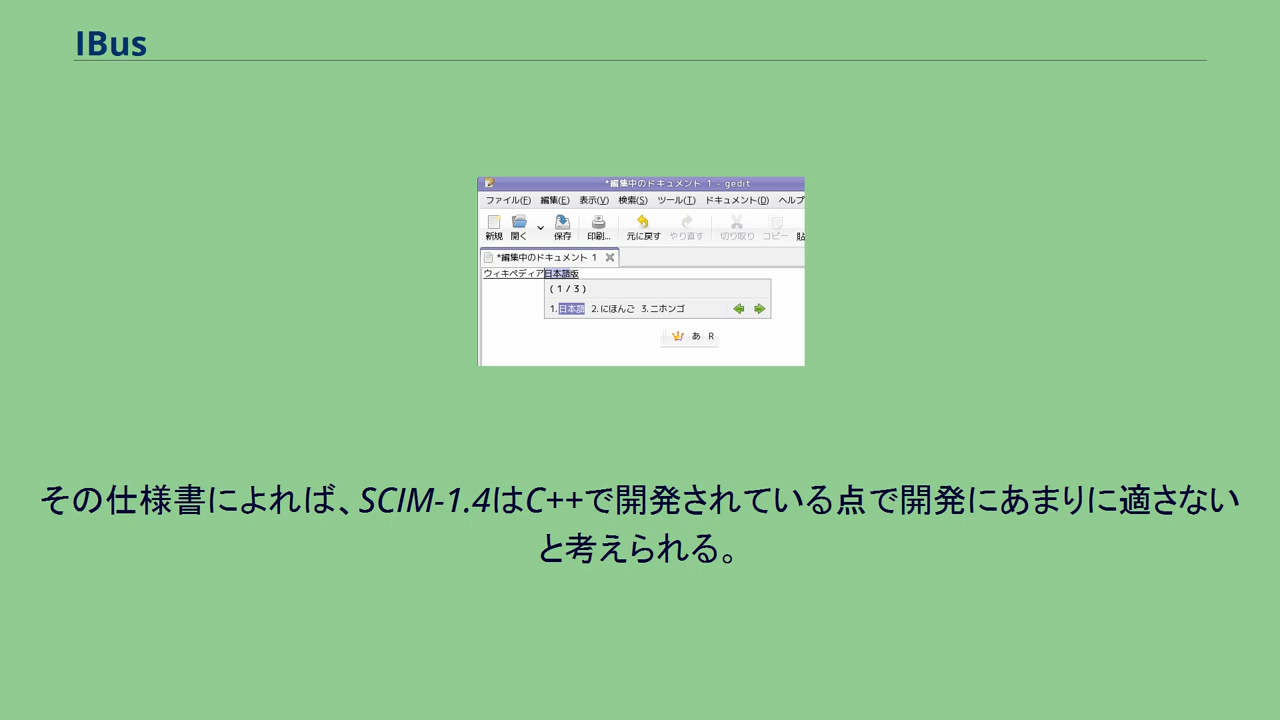 IBus
*編集中のドキュメント 1 - gedit
ファイル(F) 編集(E) 表示(V) 検索(S) ツール(T) ドキュメント(D) ヘルプ
新規 開く 保存 印刷... 元に戻す やり直す 切り取り コピー 貼
*編集中のドキュメント 1
ウィキペディア日本語版
( 1 / 3 )
1.日本語 2.にほんご 3.ニホンゴ
あ R
その仕様書によれば、SCIM-1.4はC++で開発されている点で開発にあまりに適さない
と考えられる。